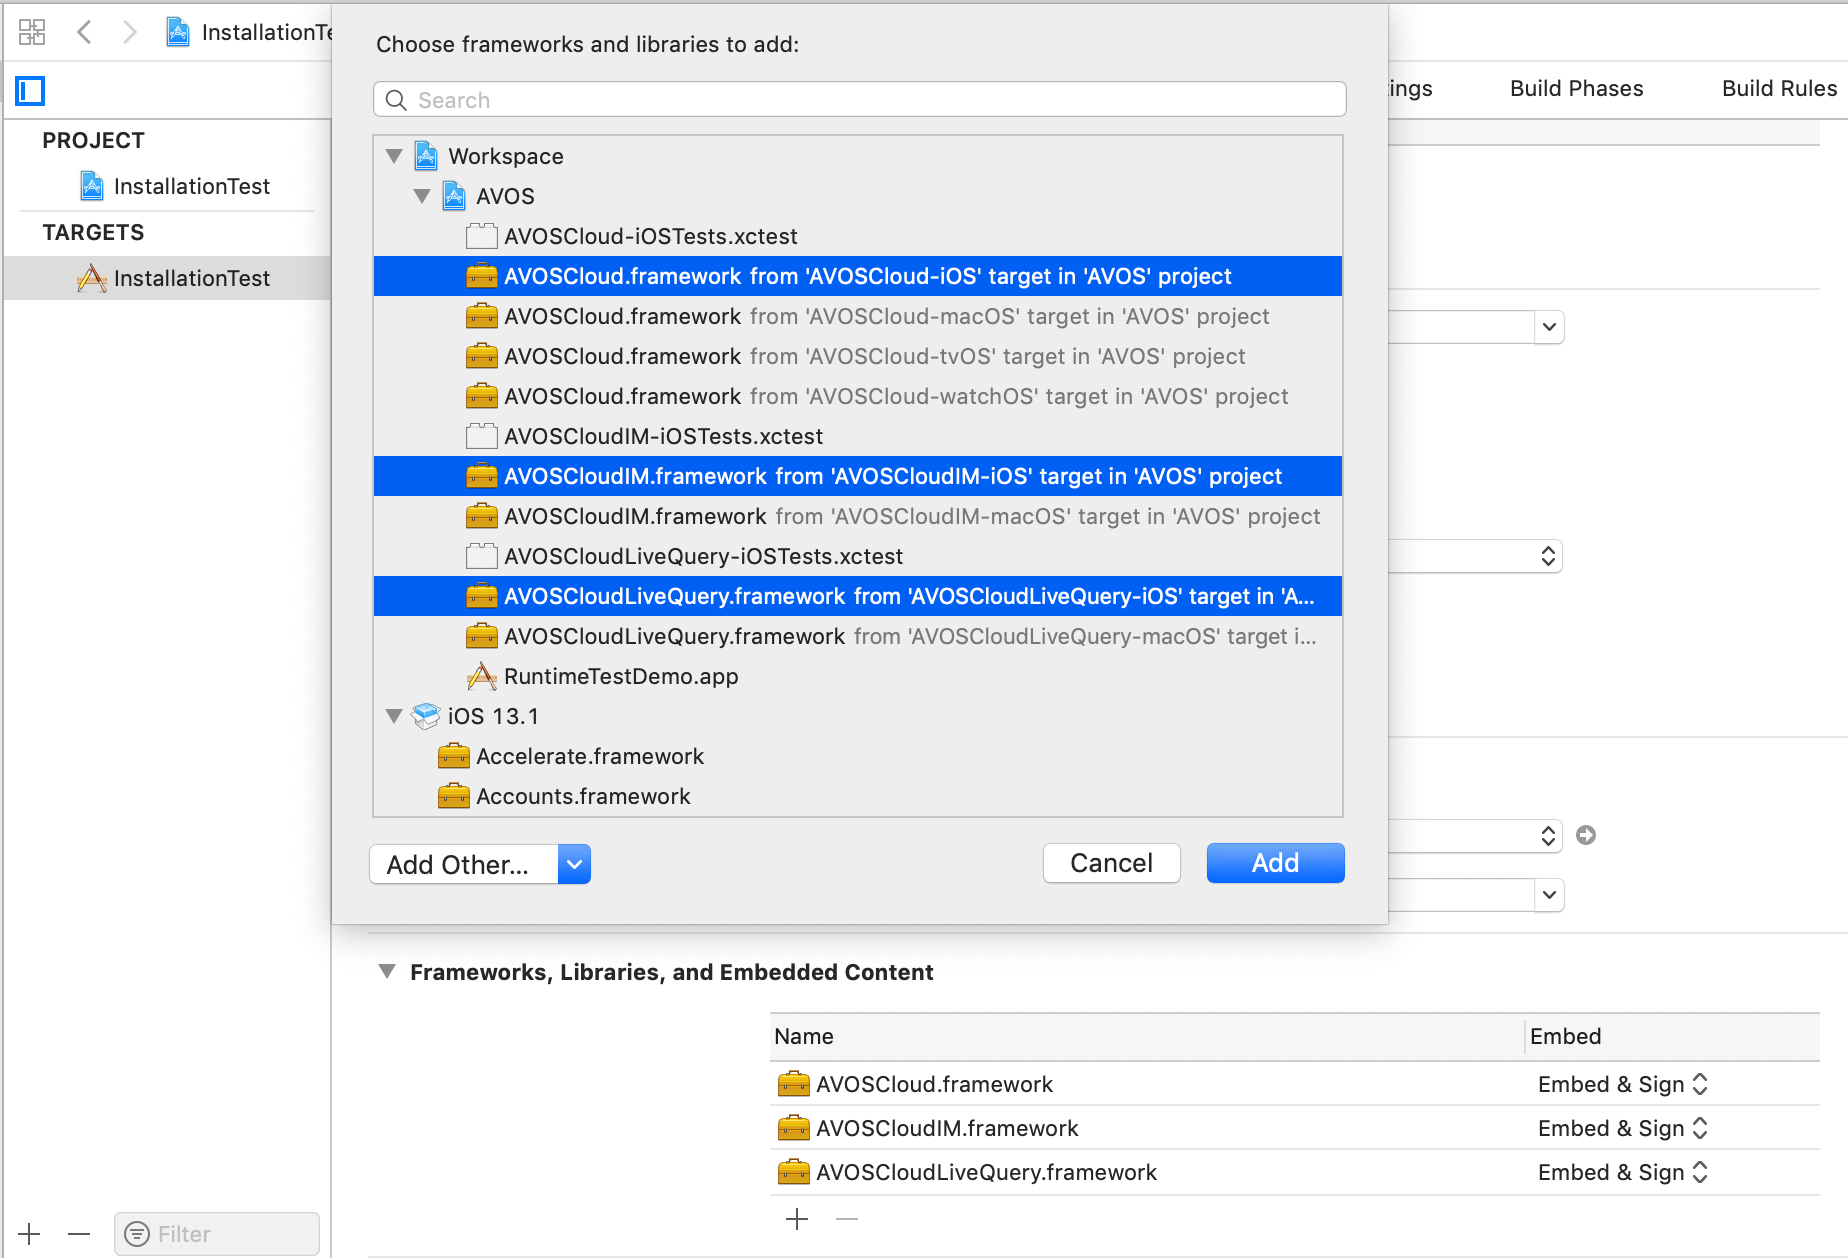 InstallationTe
Choose frameworks and libraries to add:
Search
ings
Build Phases
Build Rules
PROJECT
InstallationTest
TARGETS
InstallationTest
Workspace
AVOS
AVOSCloud-iOSTests.xctest
AVOSCloud.framework from 'AVOSCloud-iOS' target in 'AVOS' project
AVOSCloud.framework from 'AVOSCloud-macOS' target in 'AVOS' project
AVOSCloud.framework from 'AVOSCloud-tvOS' target in 'AVOS' project
AVOSCloud.framework from 'AVOSCloud-watchOS' target in 'AVOS' project
AVOSCloudIM-iOSTests.xctest
AVOSCloudIM.framework from 'AVOSCloudIM-iOS' target in 'AVOS' project
AVOSCloudIM.framework from 'AVOSCloudIM-macOS' target in 'AVOS' project
AVOSCloudLiveQuery-iOSTests.xctest
AVOSCloudLiveQuery.framework from 'AVOSCloudLiveQuery-iOS' target in 'A...
AVOSCloudLiveQuery.framework from 'AVOSCloudLiveQuery-macOS' target i...
RuntimeTestDemo.app
iOS 13.1
Accelerate.framework
Accounts.framework
Add Other...
Cancel
Add
Frameworks, Libraries, and Embedded Content
Name
Embed
AVOSCloud.framework
Embed & Sign
AVOSCloudIM.framework
Embed & Sign
AVOSCloudLiveQuery.framework
Embed & Sign
Filter